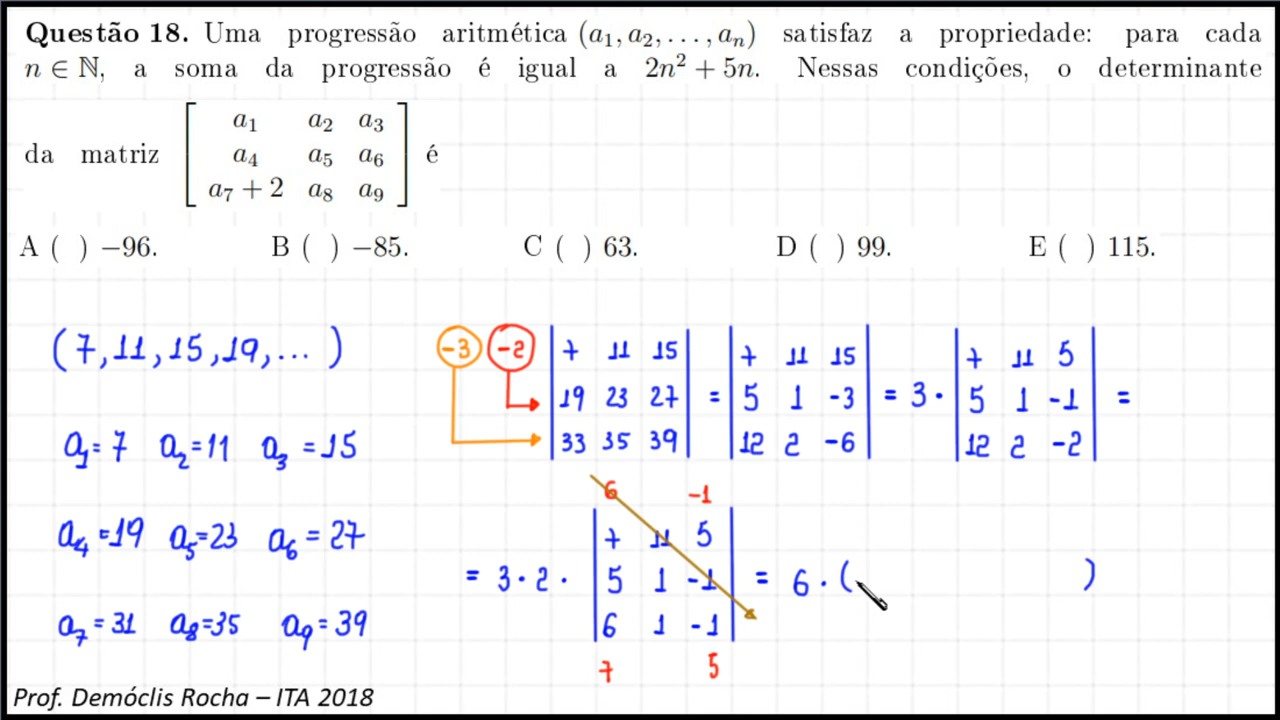 Questão 18. Uma progressão aritmética (a₁, a₂, . . . , aₙ) satisfaz a propriedade: para cada
n ∈ ℕ, a soma da progressão é igual a 2n² + 5n. Nessas condições, o determinante
a₁ a₂ a₃
da matriz a₄ a₅ a₆ é
a₇ + 2 a₈ a₉
A ( ) −96. B ( ) −85. C ( ) 63. D ( ) 99. E ( ) 115.
(7, 11, 15, 19, ... )
a₁ = 7 a₂ = 11 a₃ = 15
a₄ = 19 a₅ = 23 a₆ = 27
a₇ = 31 a₈ = 35 a₉ = 39
-3 -2 | 7 11 15 | | 7 11 15 | | 7 11 5 |
| 19 23 27 | = | 5 1 -3 | = 3 · | 5 1 -1 | =
| 33 35 39 | | 12 2 -6 | | 12 2 -2 |
6 -1
| 7 11 5 |
= 3 · 2 · | 5 1 -1 | = 6 · ( )
| 6 1 -1 |
7 5
Prof. Demóclis Rocha – ITA 2018